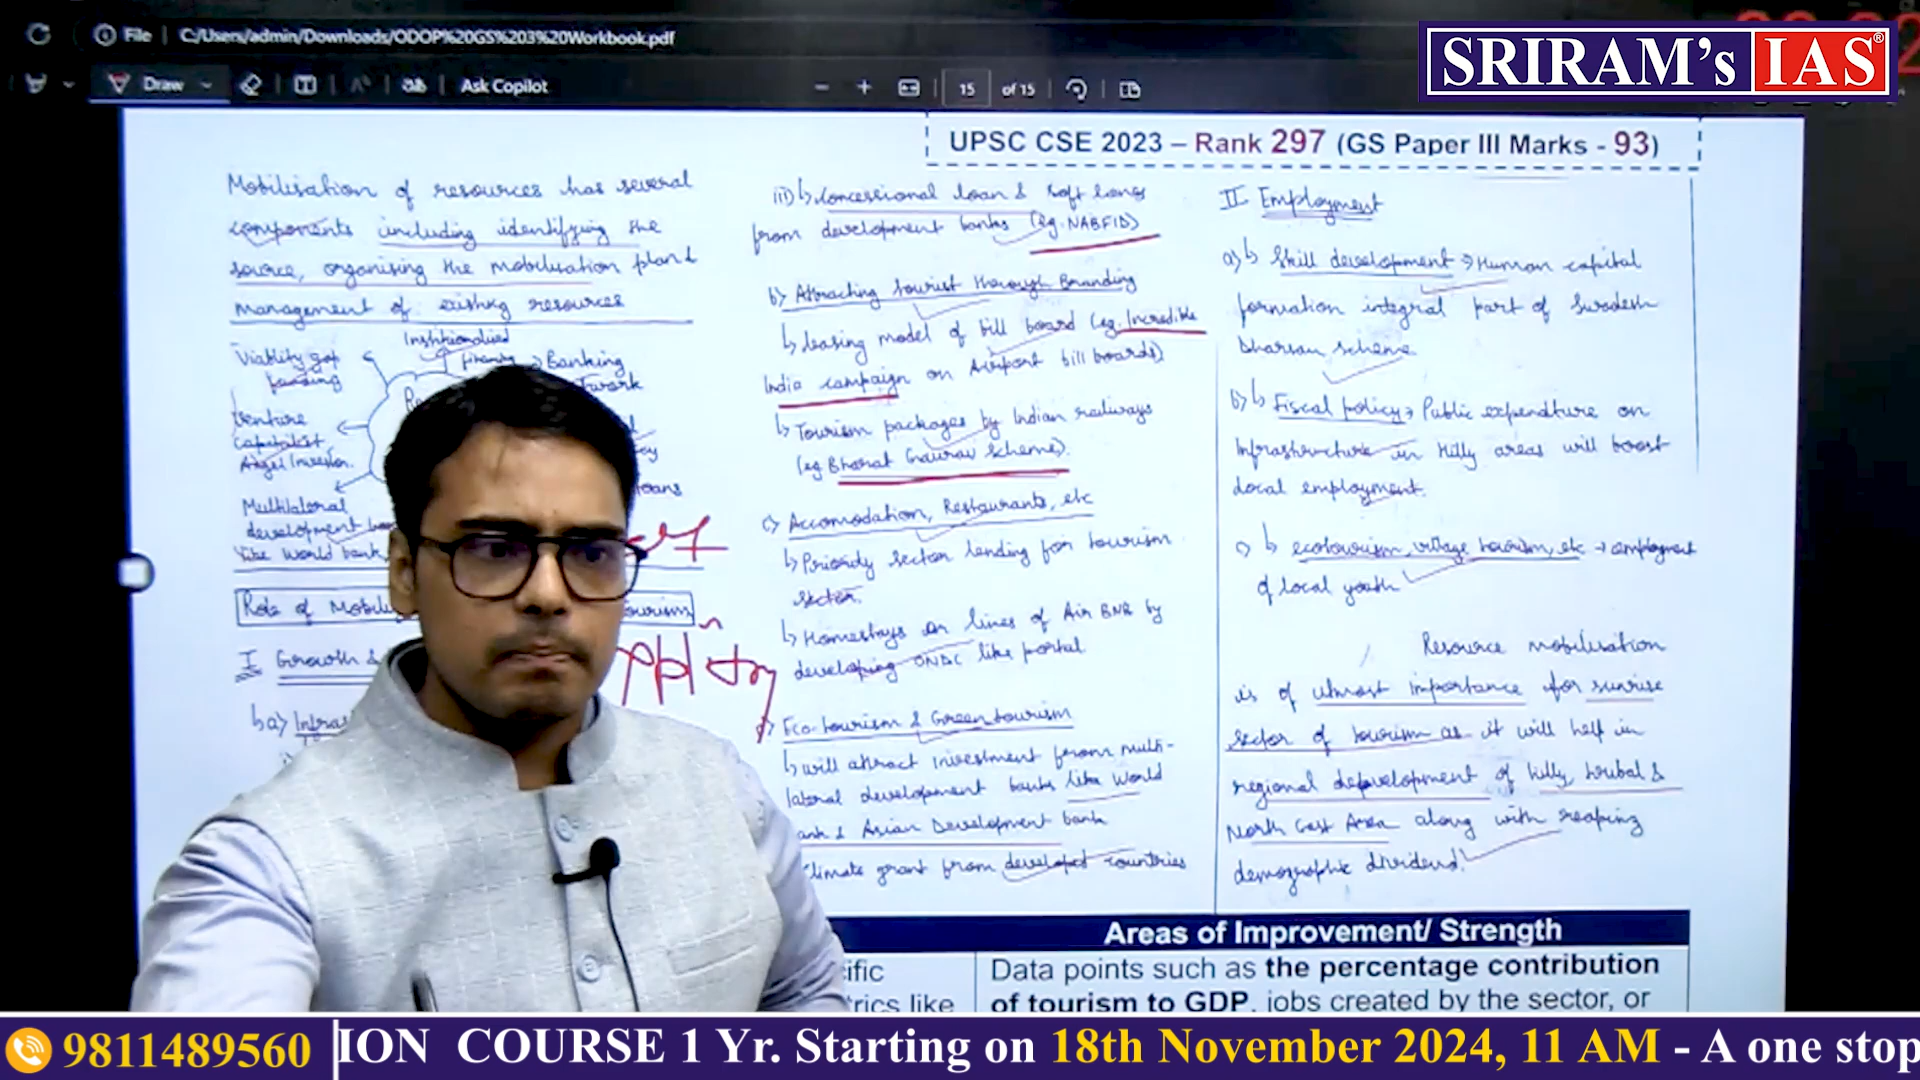 File | C:/Users/admin/Downloads/ODOP%20GS%203%20Workbook.pdf
Draw
Ask Copilot
15 of 15
SRIRAM's IAS
UPSC CSE 2023 – Rank 297 (GS Paper III Marks - 93)
Mobilisation of resources has several
components including identifying the
source, organising the mobilisation plan &
management of existing resources
Institutionalised
financing
Viability gap
funding
Banking
Venture
capitalist
Angel Investor.
Multilateral
development
like World bank
Role of
tourism
I Growth &
a)
iii) Concessional loan & soft loans
from development banks (eg. NABFID)
b) Attracting tourist through Branding
leasing model of bill board (eg. Incredible
India campaign on Airport bill boards)
Tourism packages by Indian railways
(eg Bharat Gaurav Scheme).
c) Accomodation, Restaurants, etc
Priority sector lending for tourism
sector.
Homestays on lines of Air BNB by
developing ONDC like portal
Eco-tourism & Green tourism
will attract investment from multi-
lateral development banks like World
ank & Asian Development bank
climate grant from developed countries
II Employment
a) Skill development → Human capital
formation integral part of Swadesh
Dharsan scheme
b) Fiscal policy → Public expenditure on
Infrastructure in Hilly areas will boost
local employment.
c) ecotourism, village tourism, etc → employment
of local youth
Resource mobilisation
is of utmost importance for sunrise
sector of tourism as it will help in
regional depvelopment of hilly, tribal &
North East Area along with reaping
demographic dividend.
Areas of Improvement/ Strength
ific
Data points such as the percentage contribution
trics like
of tourism to GDP, jobs created by the sector, or
9811489560
ION COURSE 1 Yr. Starting on 18th November 2024, 11 AM - A one stop